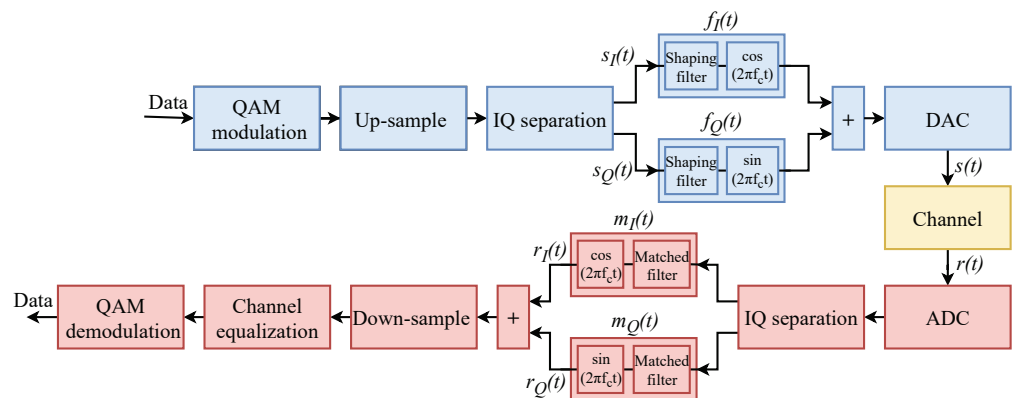 f_I(t)
s_I(t)
Shaping
filter
cos
(2πf_ct)
Data
QAM
modulation
Up-sample
IQ separation
+
DAC
f_Q(t)
s_Q(t)
Shaping
filter
sin
(2πf_ct)
s(t)
Channel
r(t)
m_I(t)
r_I(t)
cos
(2πf_ct)
Matched
filter
Data
QAM
demodulation
Channel
equalization
Down-sample
+
IQ separation
ADC
m_Q(t)
r_Q(t)
sin
(2πf_ct)
Matched
filter